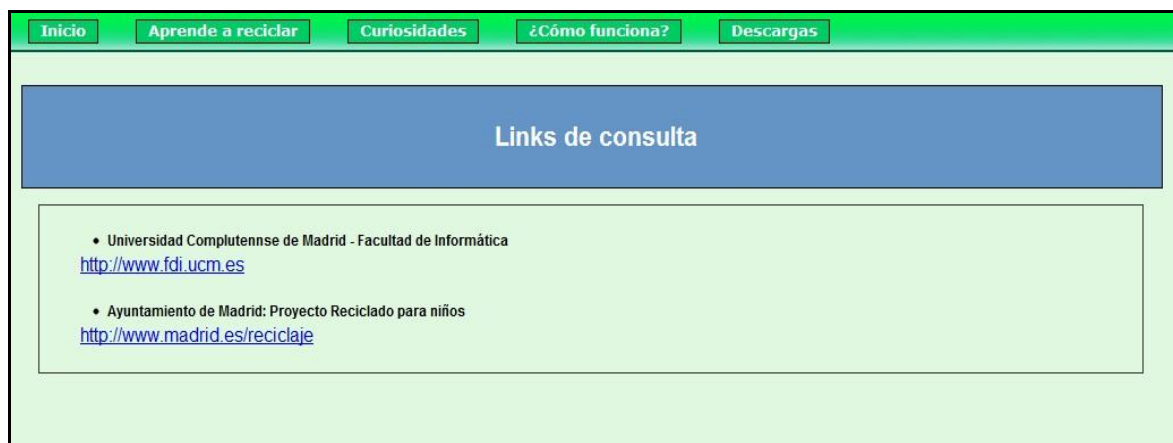 Inicio Aprende a reciclar Curiosidades ¿Cómo funciona? Descargas
Links de consulta
• Universidad Complutennse de Madrid - Facultad de Informática
http://www.fdi.ucm.es
• Ayuntamiento de Madrid: Proyecto Reciclado para niños
http://www.madrid.es/reciclaje